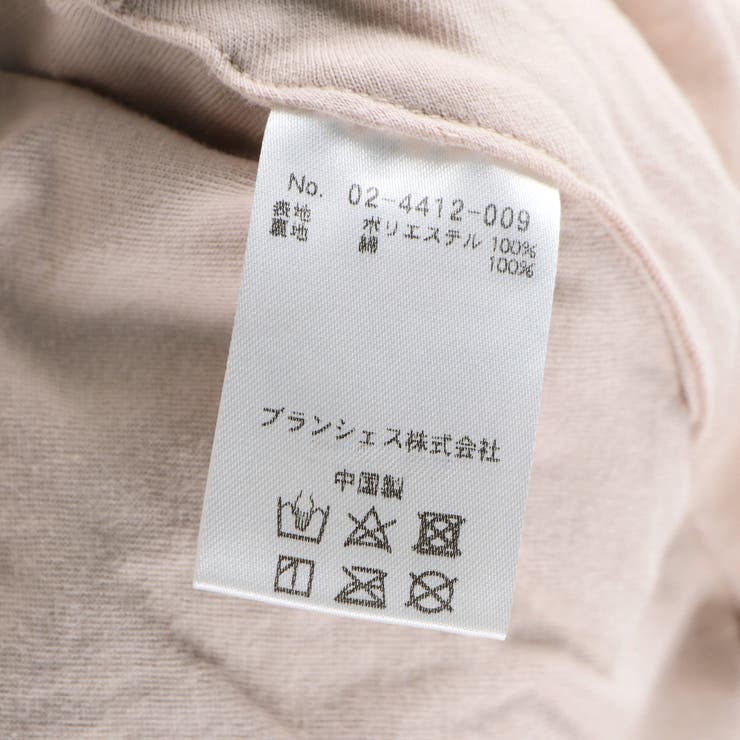 No. 02-4412-009
表地 ポリエステル 100%
裏地 綿 100%
ブランシェス株式会社
中国製